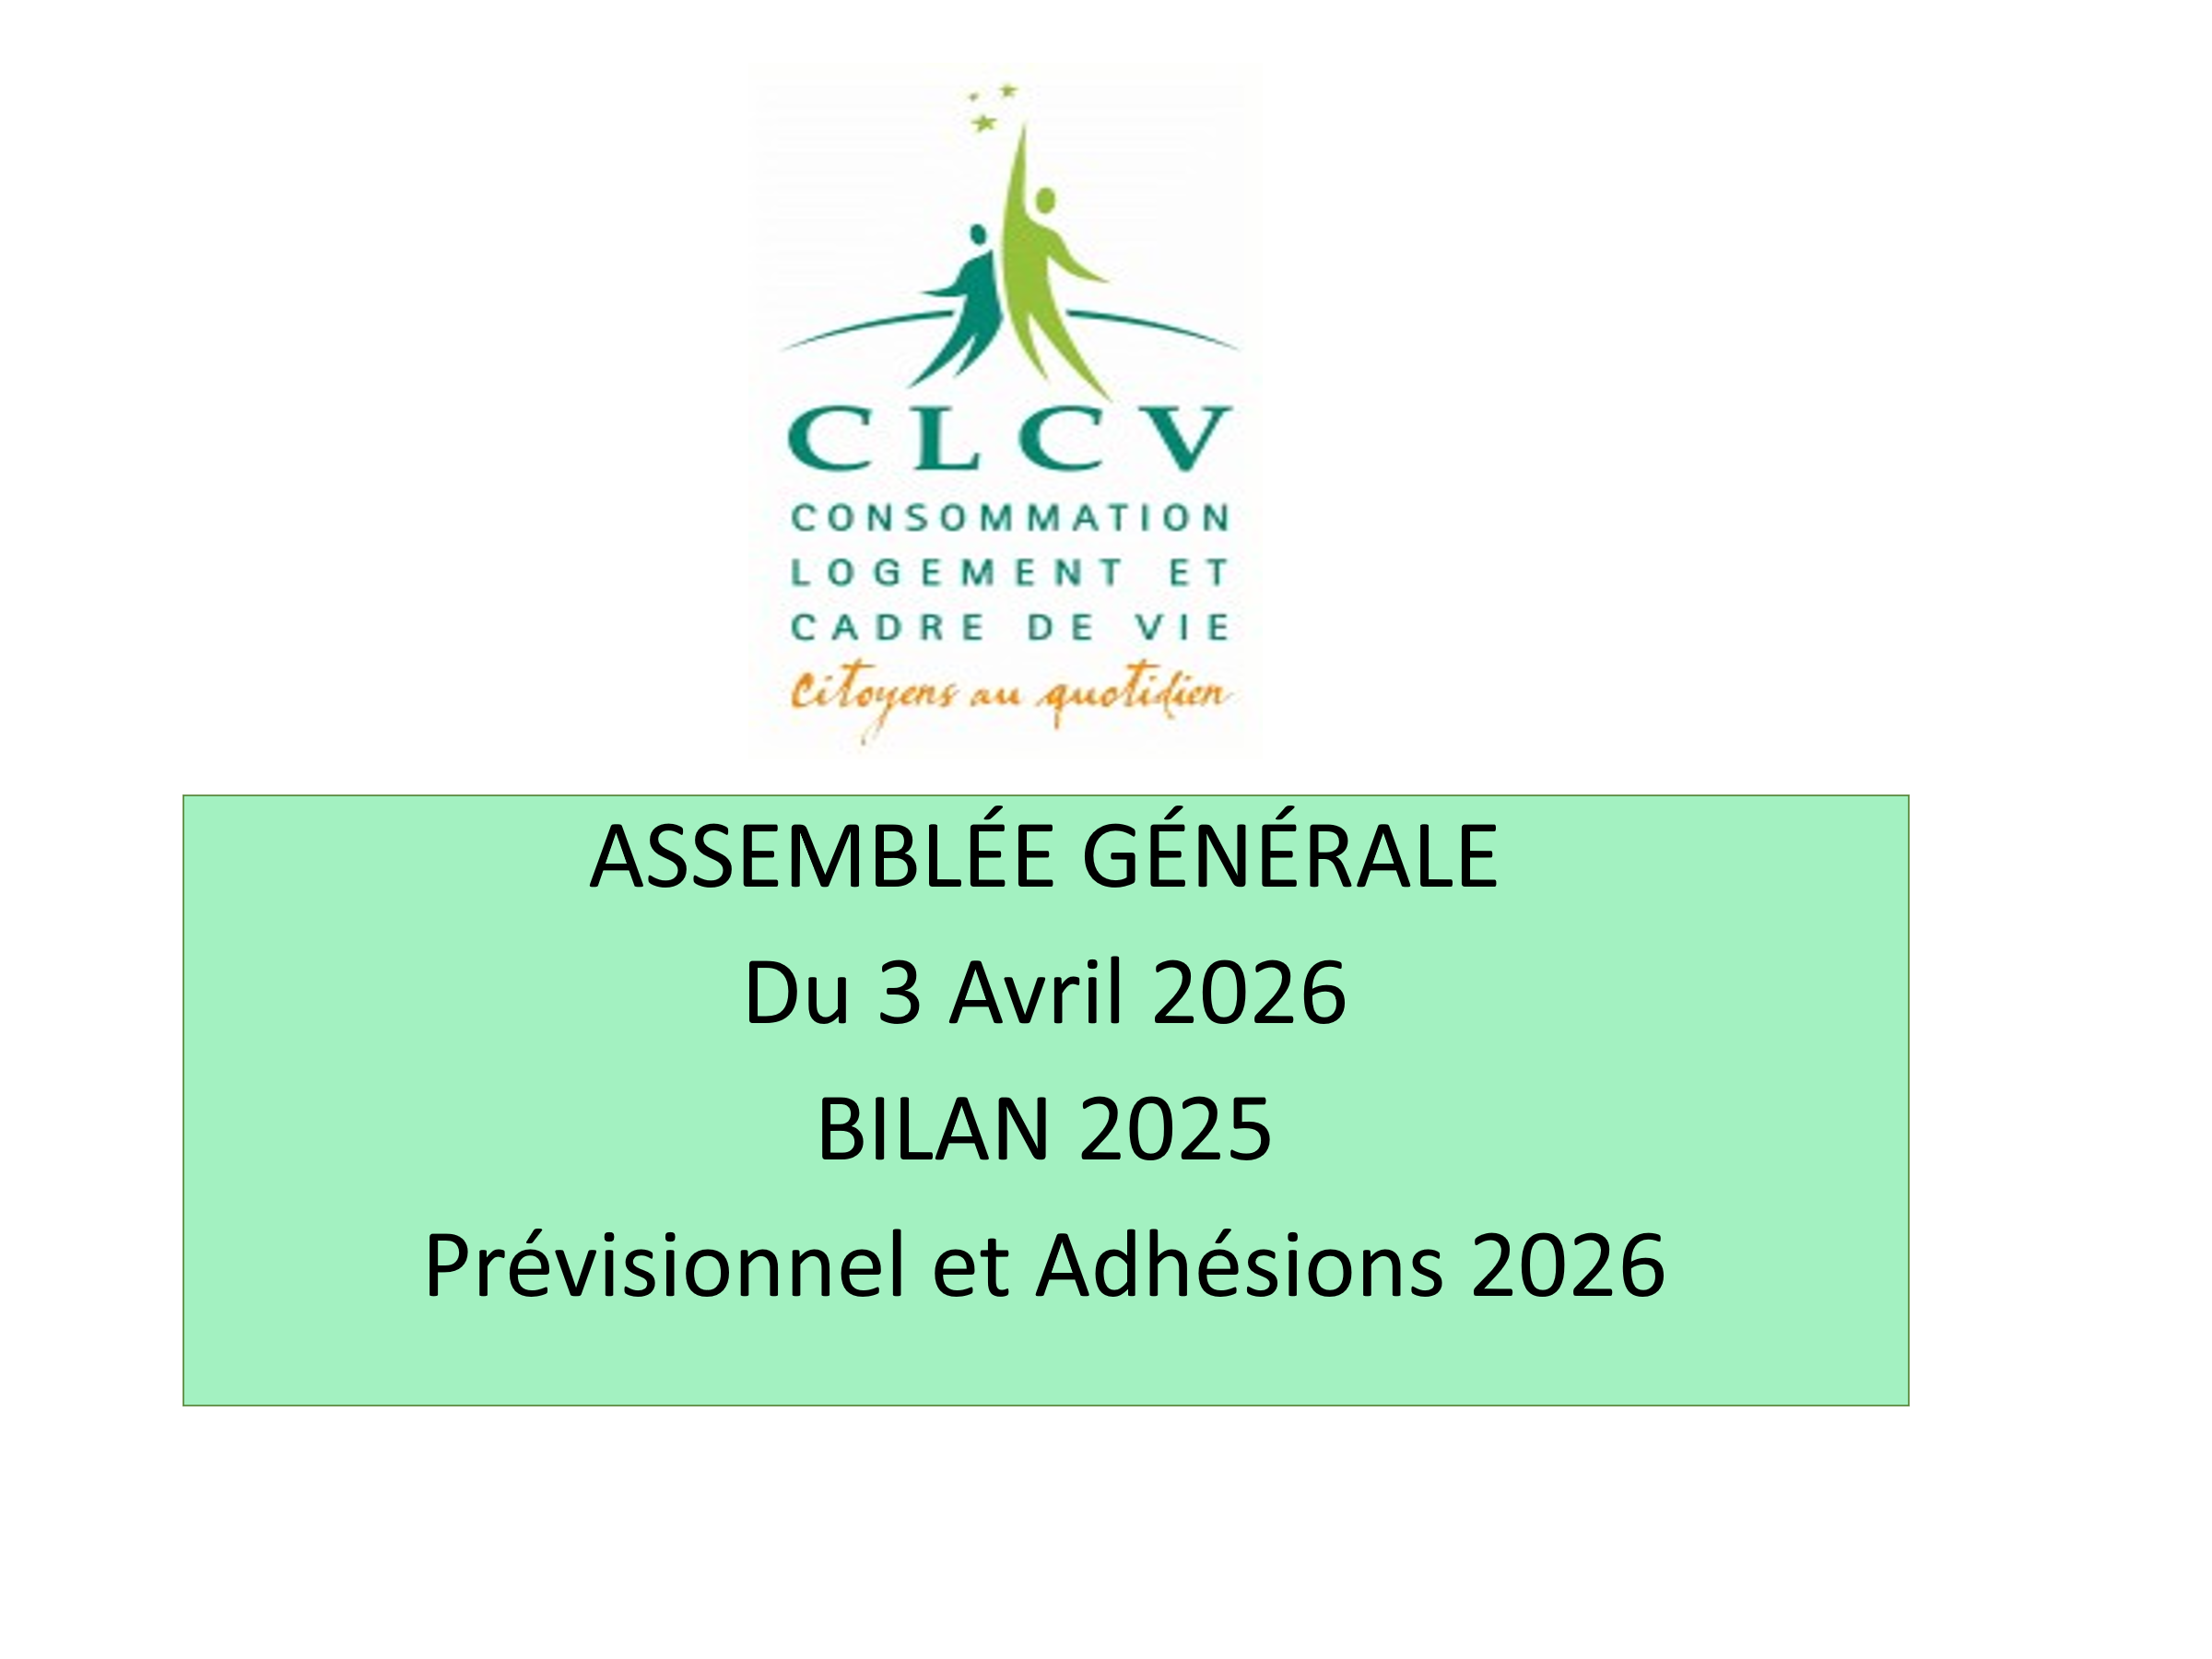 CLCV
CONSOMMATION
LOGEMENT ET
CADRE DE VIE
Citoyens au quotidien
ASSEMBLÉE GÉNÉRALE
Du 3 Avril 2026
BILAN 2025
Prévisionnel et Adhésions 2026